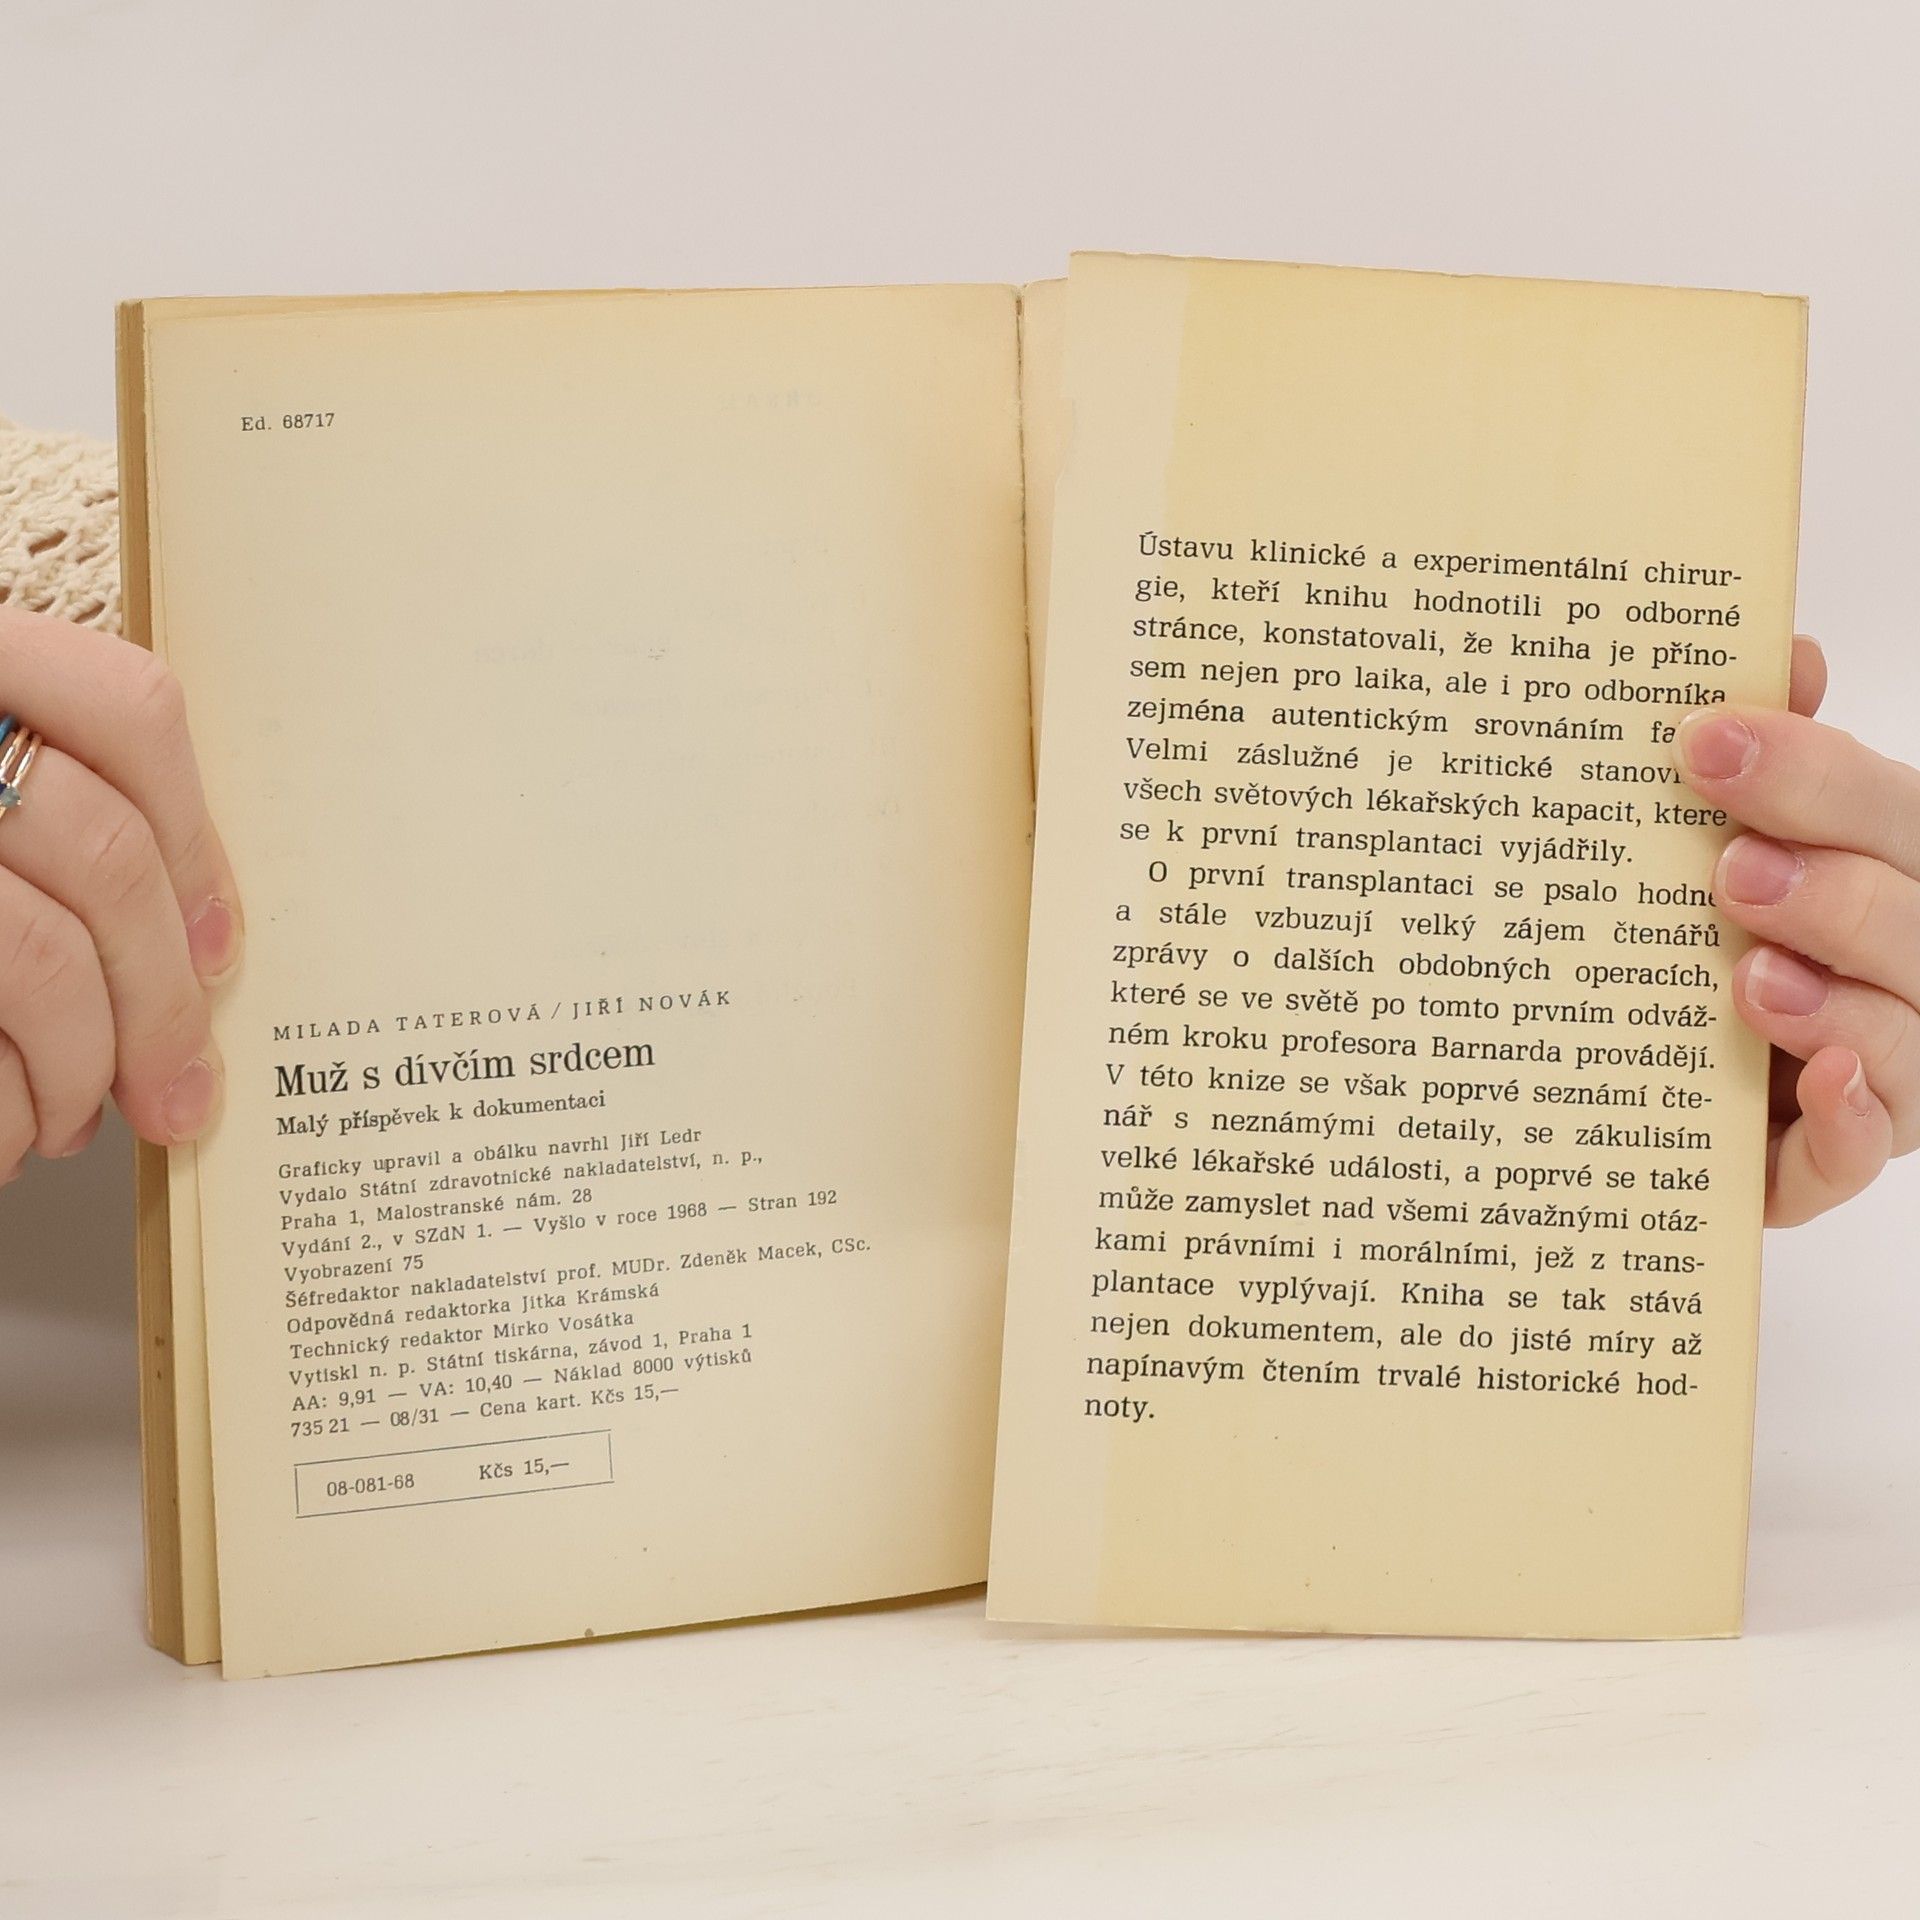 Ed. 68717
MILADA TATEROVÁ / JIŘÍ NOVÁK
Muž s dívčím srdcem
Malý příspěvek k dokumentaci
Graficky upravil a obálku navrhl Jiří Ledr
Vydalo Státní zdravotnické nakladatelství, n. p.,
Praha 1, Malostranské nám. 28
Vydání 2., v SZdN 1. — Vyšlo v roce 1968 — Stran 192
Vyobrazení 75
Šéfredaktor nakladatelství prof. MUDr. Zdeněk Macek, CSc.
Odpovědná redaktorka Jitka Krámská
Technický redaktor Mirko Vosátka
Vytiskl n. p. Státní tiskárna, závod 1, Praha 1
AA: 9,91 — VA: 10,40 — Náklad 8000 výtisků
735 21 — 08/31 — Cena kart. Kčs 15,—
08-081-68 Kčs 15,—
Ústavu klinické a experimentální chirur-
gie, kteří knihu hodnotili po odborné
stránce, konstatovali, že kniha je příno-
sem nejen pro laika, ale i pro odborníka
zejména autentickým srovnáním
Velmi záslužné je kritické
všech světových lékařských kapacit, které
se k první transplantaci vyjádřily.
O první transplantaci se psalo hodně
a stále vzbuzují velký zájem čtenářů
zprávy o dalších obdobných operacích,
které se ve světě po tomto prvním odváž-
ném kroku profesora Barnarda provádějí.
V této knize se však poprvé seznámí čte-
nář s neznámými detaily, se zákulisím
velké lékařské události, a poprvé se také
může zamyslet nad všemi závažnými otáz-
kami právními i morálními, jež z trans-
plantace vyplývají. Kniha se tak stává
nejen dokumentem, ale do jisté míry až
napínavým čtením trvalé historické hod-
noty.